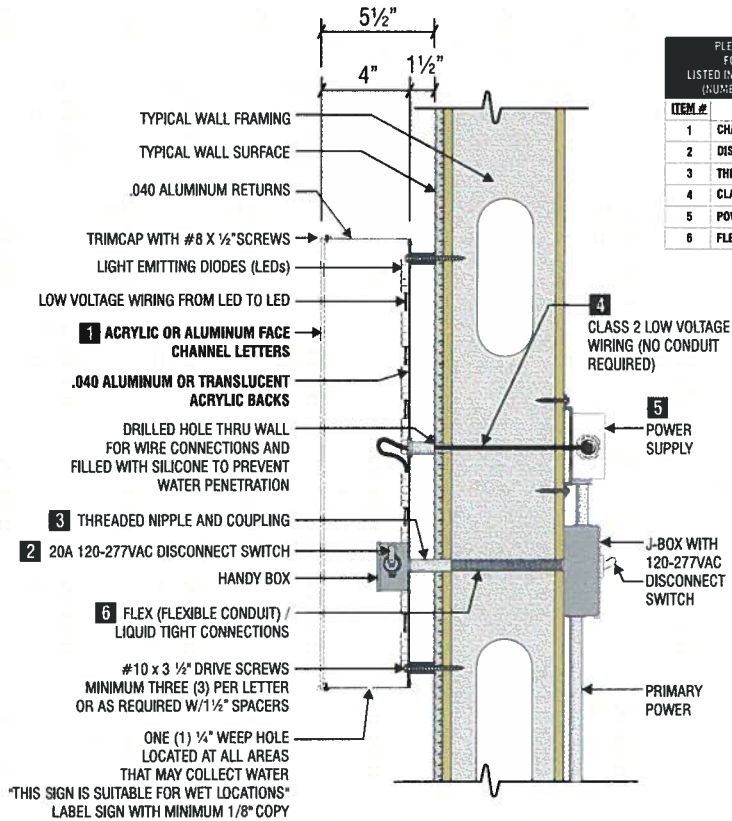 5½"
4"
1½"
TYPICAL WALL FRAMING
TYPICAL WALL SURFACE
.040 ALUMINUM RETURNS
TRIMCAP WITH #8 X ½" SCREWS
LIGHT EMITTING DIODES (LEDs)
LOW VOLTAGE WIRING FROM LED TO LED
1 ACRYLIC OR ALUMINUM FACE
CHANNEL LETTERS
.040 ALUMINUM OR TRANSLUCENT
ACRYLIC BACKS
DRILLED HOLE THRU WALL
FOR WIRE CONNECTIONS AND
FILLED WITH SILICONE TO PREVENT
WATER PENETRATION
3 THREADED NIPPLE AND COUPLING
2 20A 120-277VAC DISCONNECT SWITCH
HANDY BOX
6 FLEX (FLEXIBLE CONDUIT) /
LIQUID TIGHT CONNECTIONS
#10 x 3 ½" DRIVE SCREWS
MINIMUM THREE (3) PER LETTER
OR AS REQUIRED W/1½" SPACERS
ONE (1) ¼" WEEP HOLE
LOCATED AT ALL AREAS
THAT MAY COLLECT WATER
"THIS SIGN IS SUITABLE FOR WET LOCATIONS"
LABEL SIGN WITH MINIMUM 1/8" COPY
4
CLASS 2 LOW VOLTAGE
WIRING (NO CONDUIT
REQUIRED)
5
POWER
SUPPLY
J-BOX WITH
120-277VAC
DISCONNECT
SWITCH
PRIMARY
POWER
LISTED IN
ITEM #
1
2
3
4
5
6